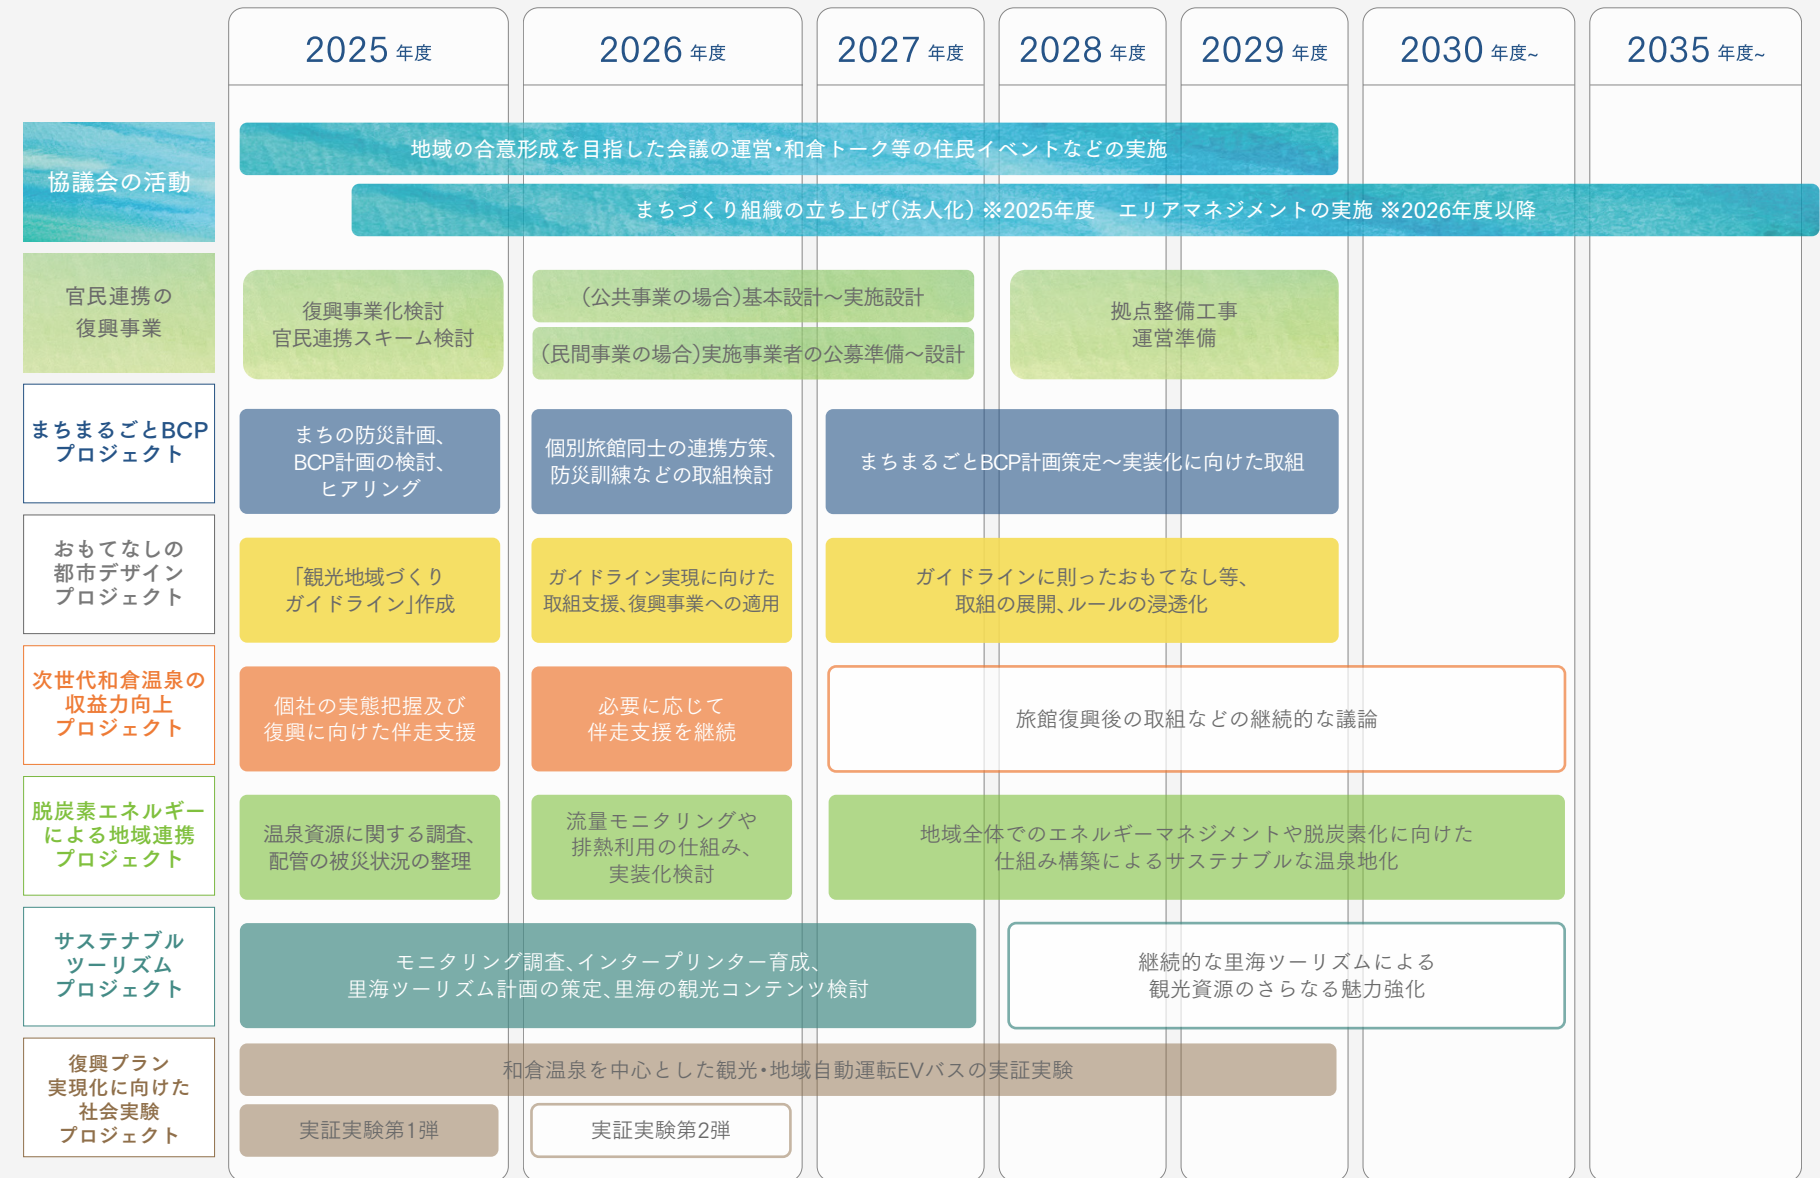 2025 年度
2026 年度
2027 年度
2028 年度
2029 年度
2030 年度~
2035 年度~
協議会の活動
地域の合意形成を目指した会議の運営・和倉トーク等の住民イベントなどの実施
まちづくり組織の立ち上げ(法人化) ※2025年度　エリアマネジメントの実施 ※2026年度以降
官民連携の
復興事業
復興事業化検討
官民連携スキーム検討
(公共事業の場合)基本設計～実施設計
(民間事業の場合)実施事業者の公募準備～設計
拠点整備工事
運営準備
まちまるごとBCP
プロジェクト
まちの防災計画、
BCP計画の検討、
ヒアリング
個別旅館同士の連携方策、
防災訓練などの取組検討
まちまるごとBCP計画策定～実装化に向けた取組
おもてなしの
都市デザイン
プロジェクト
「観光地域づくり
ガイドライン」作成
ガイドライン実現に向けた
取組支援、復興事業への適用
ガイドラインに則ったおもてなし等、
取組の展開、ルールの浸透化
次世代和倉温泉の
収益力向上
プロジェクト
個社の実態把握及び
復興に向けた伴走支援
必要に応じて
伴走支援を継続
旅館復興後の取組などの継続的な議論
脱炭素エネルギー
による地域連携
プロジェクト
温泉資源に関する調査、
配管の被災状況の整理
流量モニタリングや
排熱利用の仕組み、
実装化検討
地域全体でのエネルギーマネジメントや脱炭素化に向けた
仕組み構築によるサステナブルな温泉地化
サステナブル
ツーリズム
プロジェクト
モニタリング調査、インタープリンター育成、
里海ツーリズム計画の策定、里海の観光コンテンツ検討
継続的な里海ツーリズムによる
観光資源のさらなる魅力強化
復興プラン
実現化に向けた
社会実験
プロジェクト
和倉温泉を中心とした観光・地域自動運転EVバスの実証実験
実証実験第1弾
実証実験第2弾